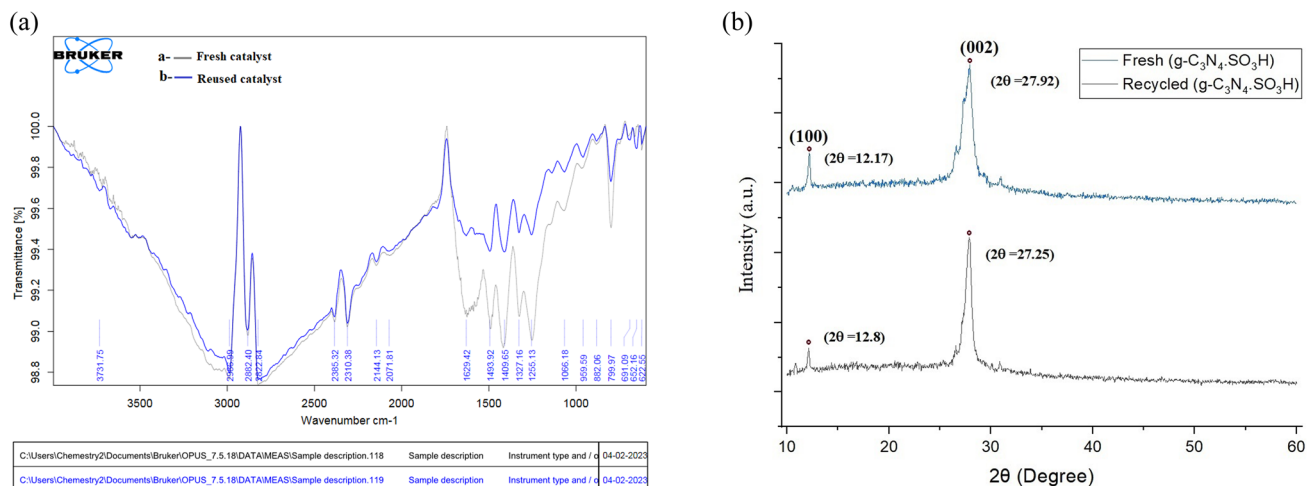 (a)
BRUKER
a- Fresh catalyst
b- Reused catalyst
Transmittance [%]
100.0
99.8
99.6
99.4
99.2
99.0
98.8
3731.75
2882.40
2385.32
2310.38
2144.13
2071.81
1629.42
1493.92
1409.65
1327.16
1255.13
1066.18
959.59
882.06
799.97
691.09
652.16
622.55
3500
3000
2500
2000
1500
1000
Wavenumber cm-1
C:\Users\Chemestry2\Documents\Bruker\OPUS_7.5.18\DATA\MEAS\Sample description.118 Sample description Instrument type and / o 04-02-2023
C:\Users\Chemestry2\Documents\Bruker\OPUS_7.5.18\DATA\MEAS\Sample description.119 Sample description Instrument type and / o 04-02-2023
(b)
Intensity (a.u.)
(002)
(2θ =27.92)
Fresh (g-C₃N₄.SO₃H)
Recycled (g-C₃N₄.SO₃H)
(100)
(2θ =12.17)
(2θ =27.25)
(2θ =12.8)
10 20 30 40 50 60
2θ (Degree)